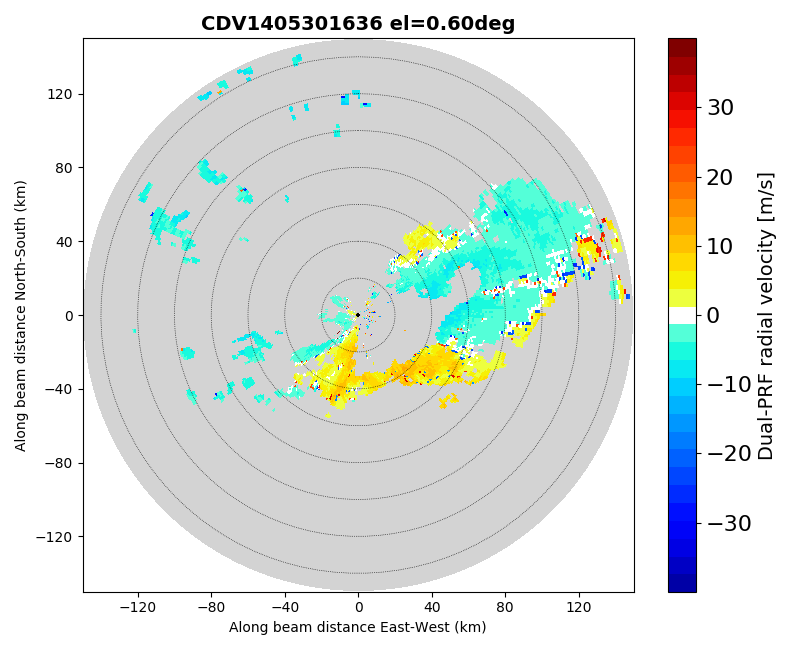 CDV1405301636 el=0.60deg
Along beam distance North-South (km)
120
80
40
0
−40
−80
−120
−120 −80 −40 0 40 80 120
Along beam distance East-West (km)
30
20
10
0
−10
−20
−30
Dual-PRF radial velocity [m/s]